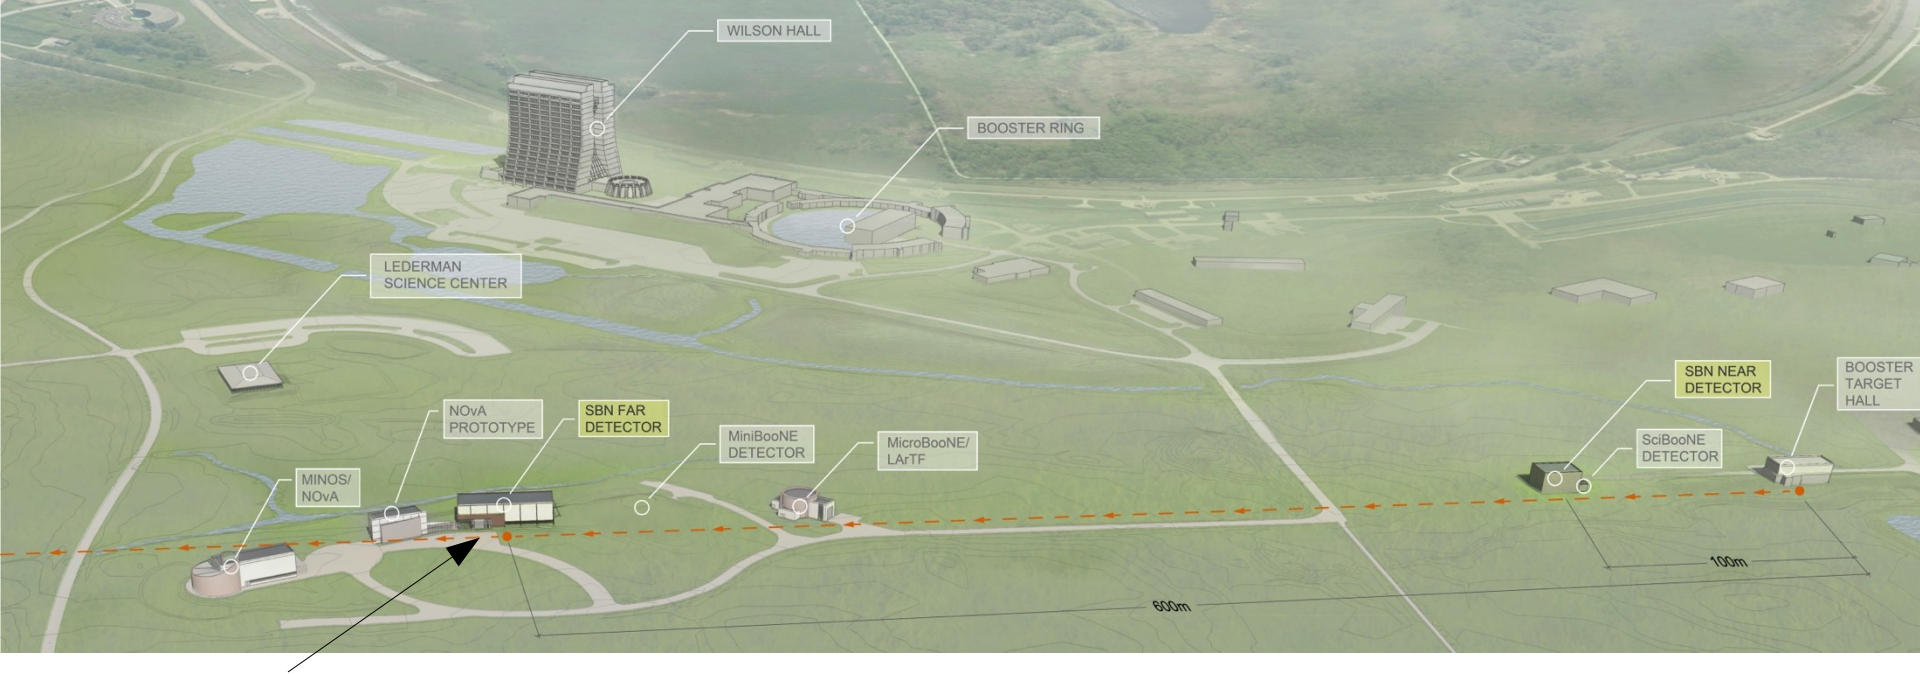 WILSON HALL
BOOSTER RING
LEDERMAN
SCIENCE CENTER
SBN NEAR
DETECTOR
BOOSTER
TARGET
HALL
NOvA
PROTOTYPE
SBN FAR
DETECTOR
MiniBooNE
DETECTOR
MicroBooNE/
LArTF
SciBooNE
DETECTOR
MINOS/
NOvA
100m
600m